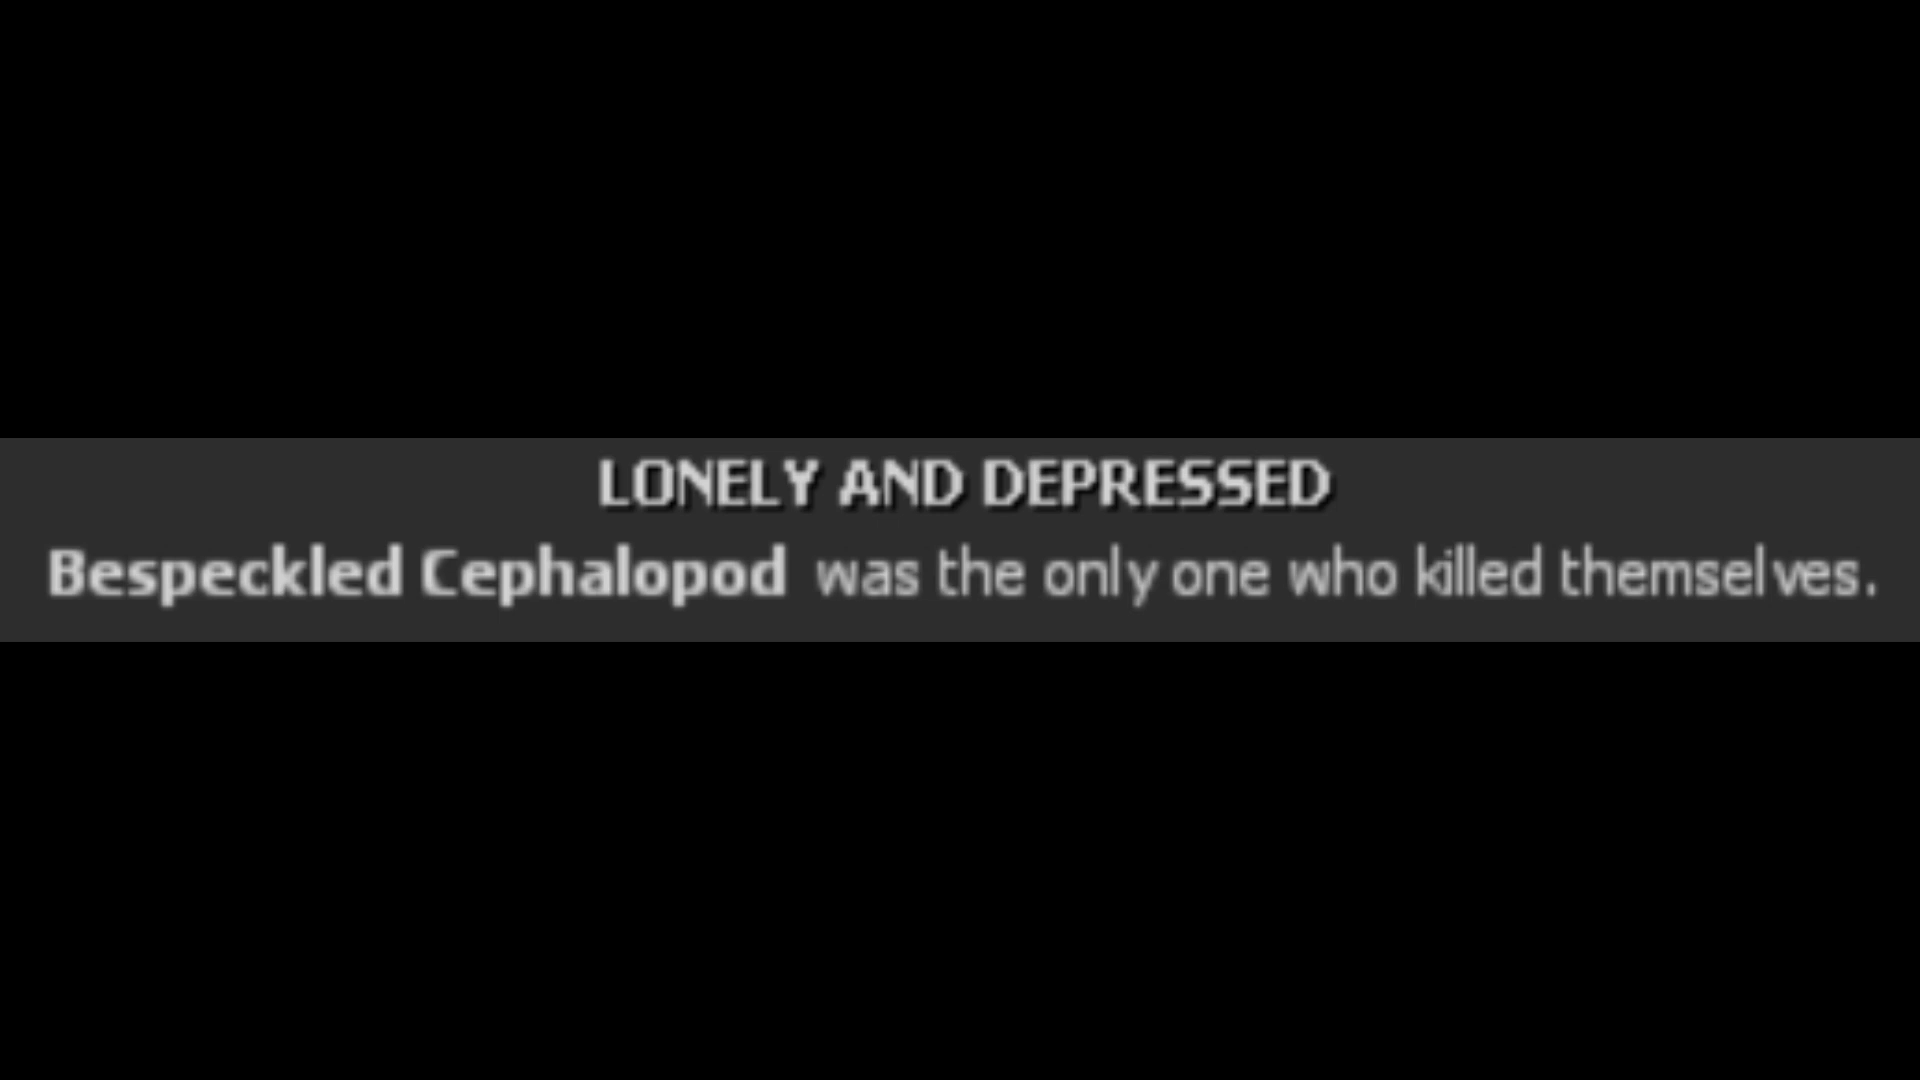 LONELY AND DEPRESSED
Bespeckled Cephalopod was the only one who killed themselves.